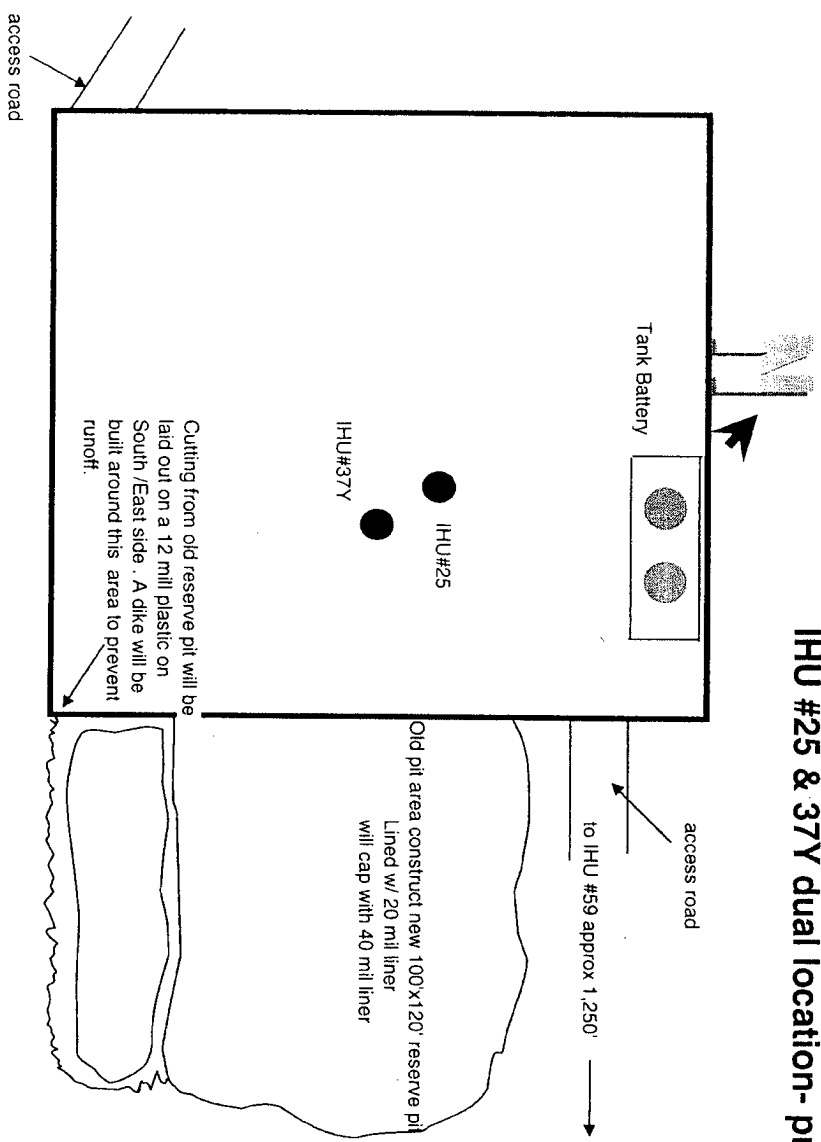 IHU #25 & 37Y dual location-
access road
to IHU #59 approx 1,250'
Tank Battery
IHU#25
IHU#37Y
Old pit area construct new 100'x120' reserve pit
Lined w/ 20 mil liner
will cap with 40 mil liner
Cutting from old reserve pit will be
laid out on a 12 mill plastic on
South /East side . A dike will be
built around this area to prevent
runoff.
access road